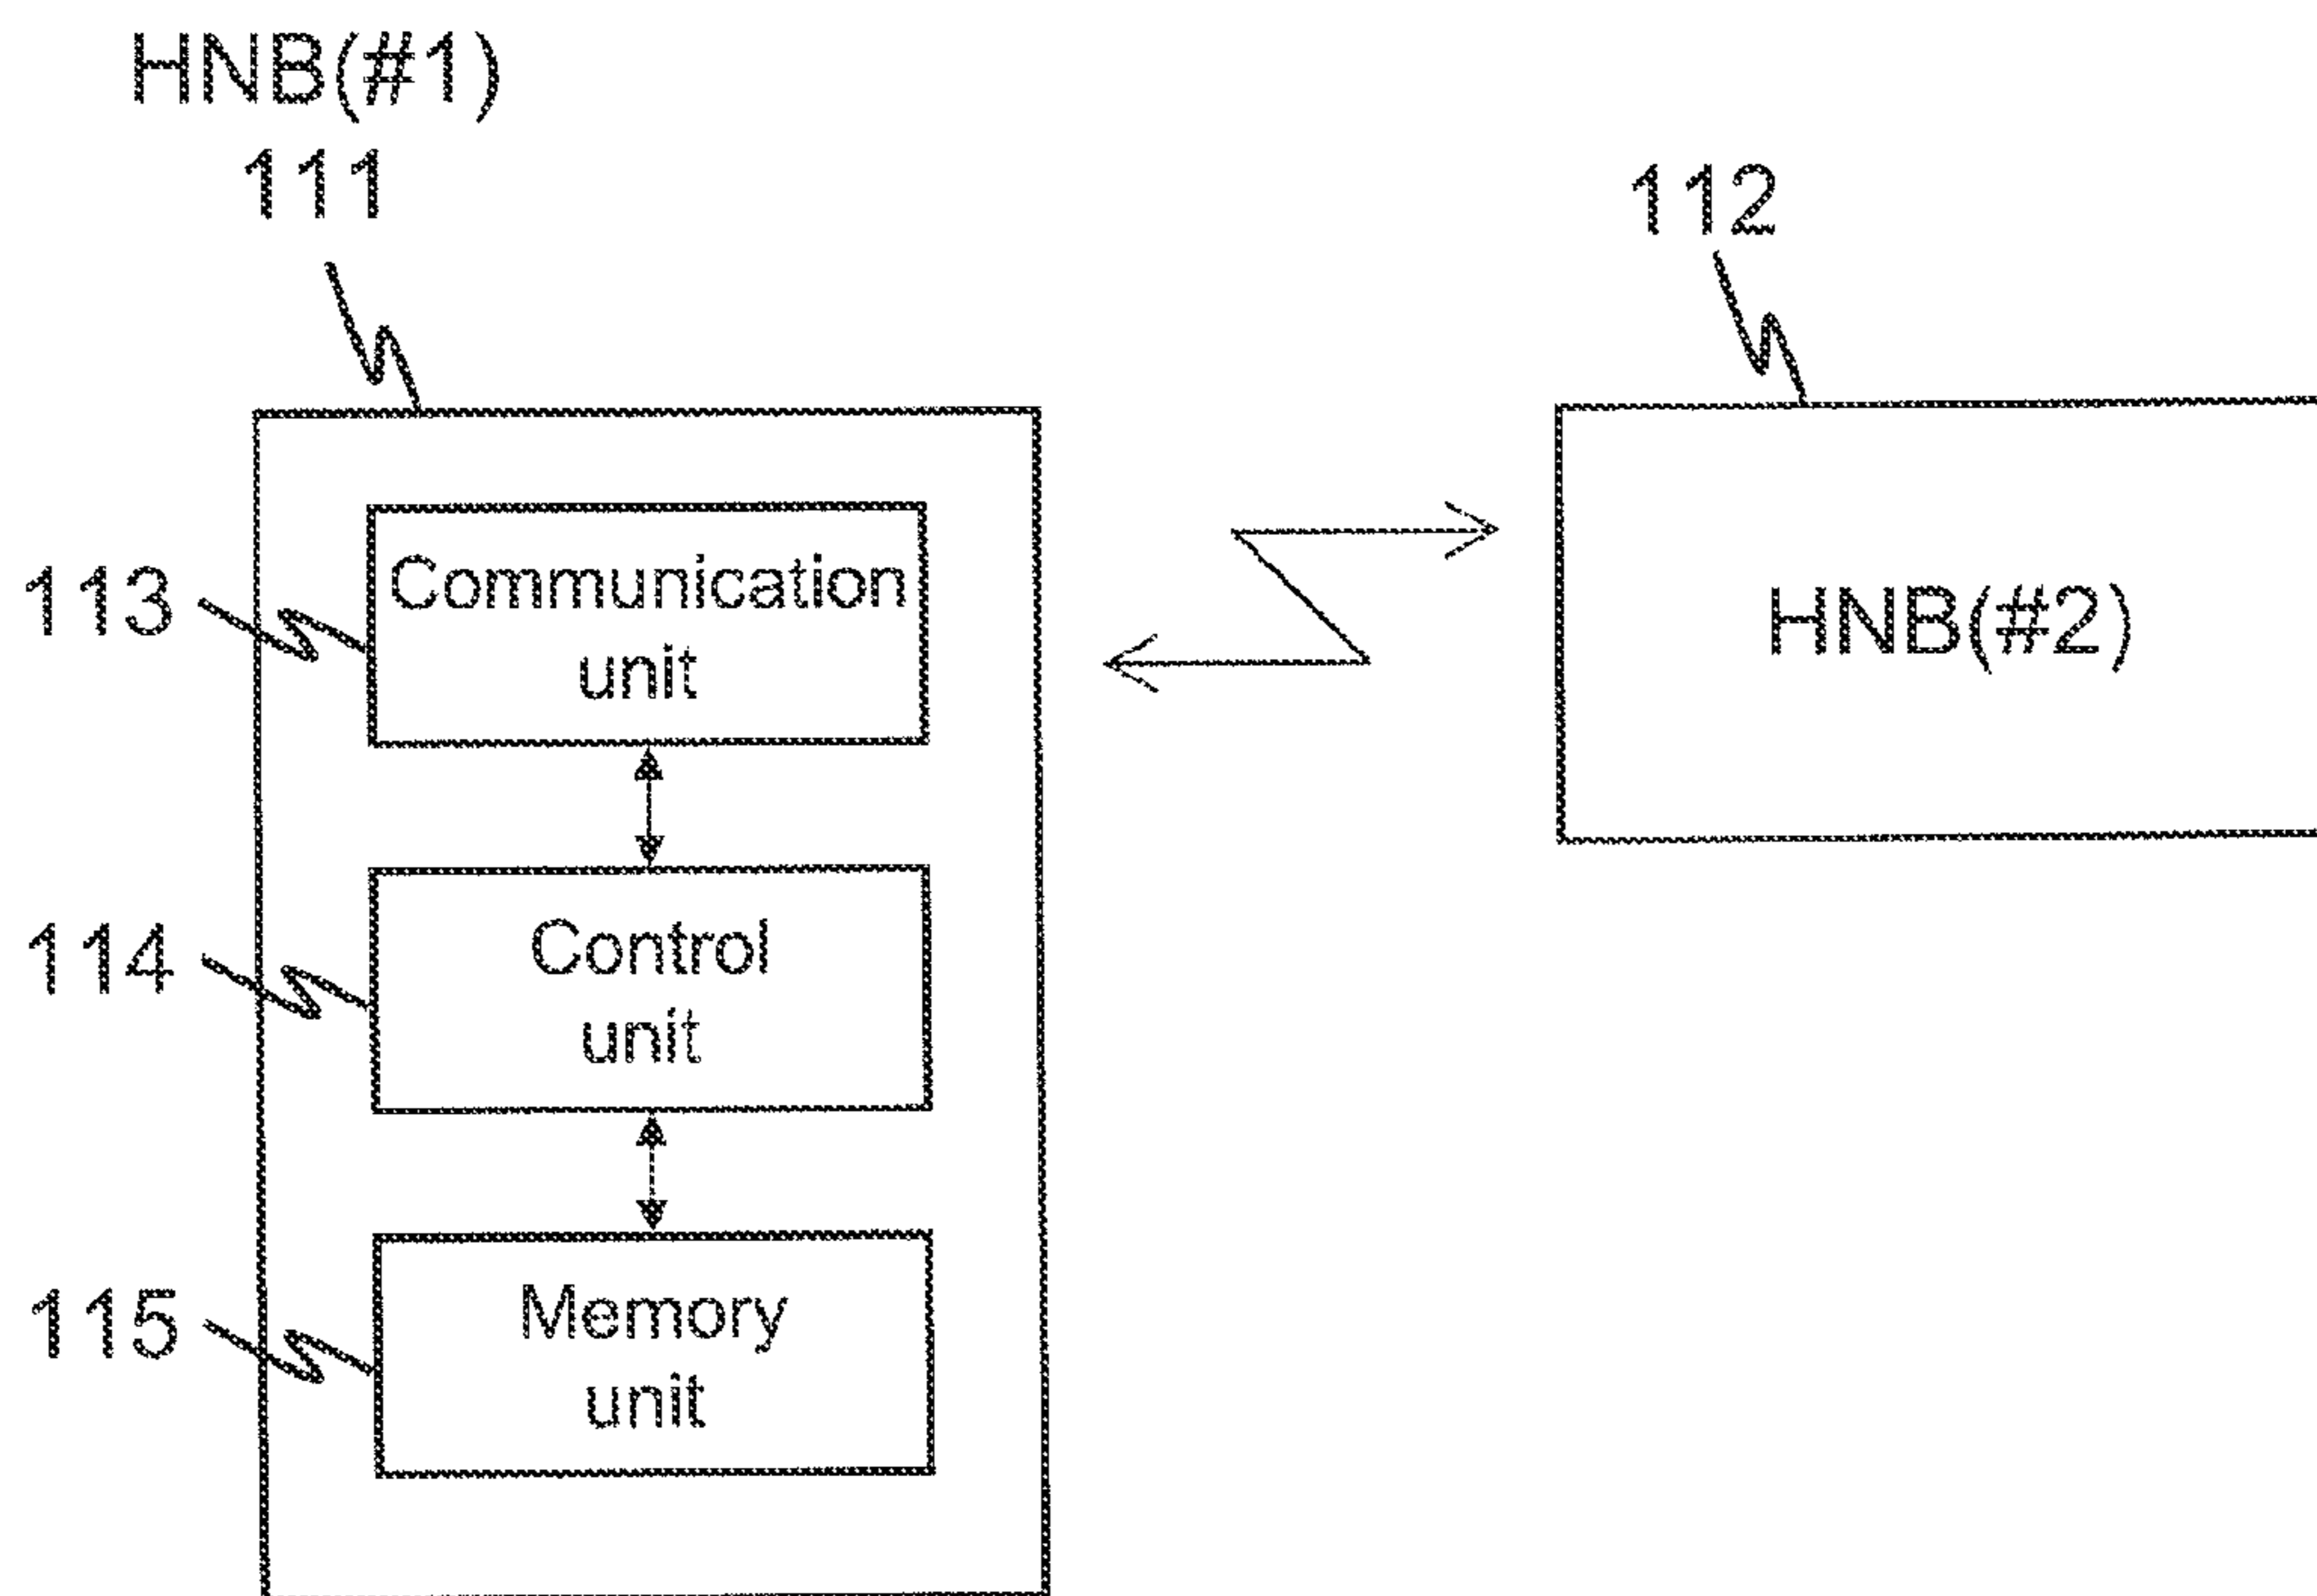 HNB(#1)
111
112
113
Communication
unit
HNB(#2)
114
Control
unit
115
Memory
unit